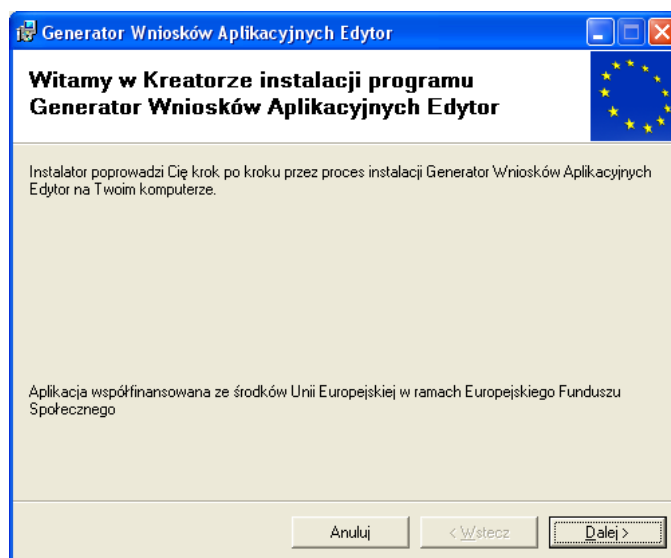 Generator Wniosków Aplikacyjnych Edytor
Witamy w Kreatorze instalacji programu
Generator Wniosków Aplikacyjnych Edytor
Instalator poprowadzi Cię krok po kroku przez proces instalacji Generator Wniosków Aplikacyjnych
Edytor na Twoim komputerze.
Aplikacja współfinansowana ze środków Unii Europejskiej w ramach Europejskiego Funduszu
Społecznego
Anuluj < Wstecz Dalej >